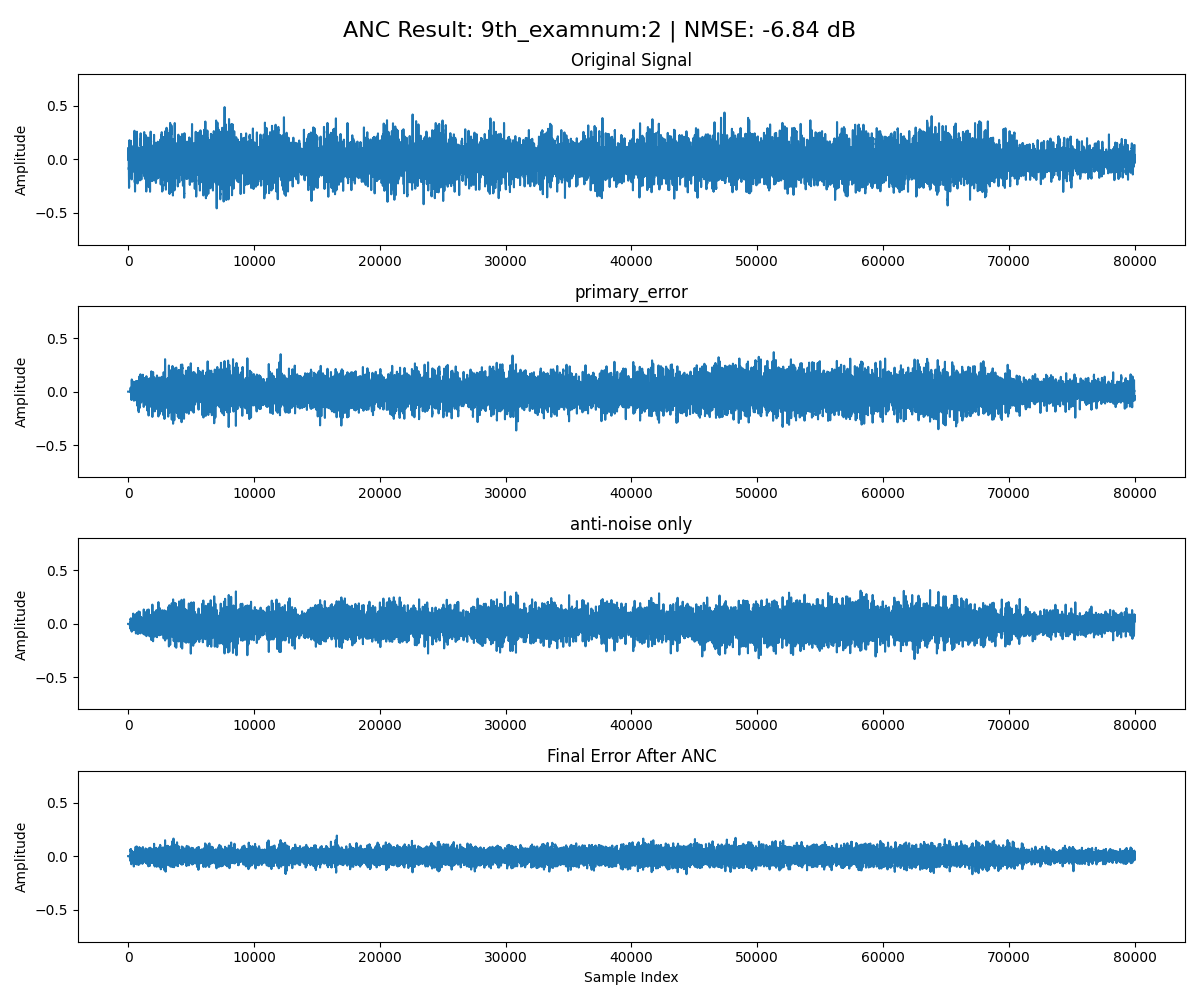 ANC Result: 9th_examnum:2 | NMSE: -6.84 dB
Original Signal
Amplitude
0.5
0.0
−0.5
0 10000 20000 30000 40000 50000 60000 70000 80000
primary_error
Amplitude
0.5
0.0
−0.5
0 10000 20000 30000 40000 50000 60000 70000 80000
anti-noise only
Amplitude
0.5
0.0
−0.5
0 10000 20000 30000 40000 50000 60000 70000 80000
Final Error After ANC
Amplitude
0.5
0.0
−0.5
0 10000 20000 30000 40000 50000 60000 70000 80000
Sample Index